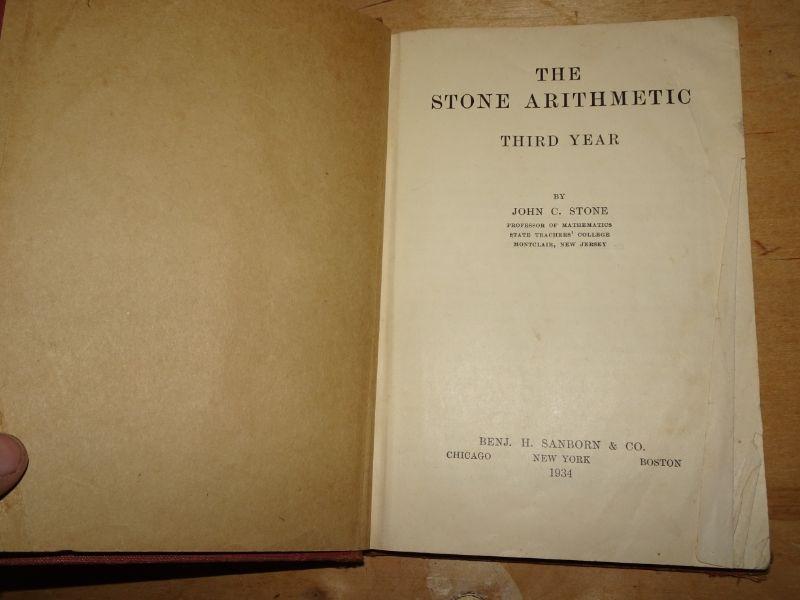 THE
STONE ARITHMETIC
THIRD YEAR
BY
JOHN C. STONE
PROFESSOR OF MATHEMATICS
STATE TEACHERS' COLLEGE
MONTCLAIR, NEW JERSEY
BENJ. H. SANBORN & CO.
CHICAGO NEW YORK BOSTON
1934